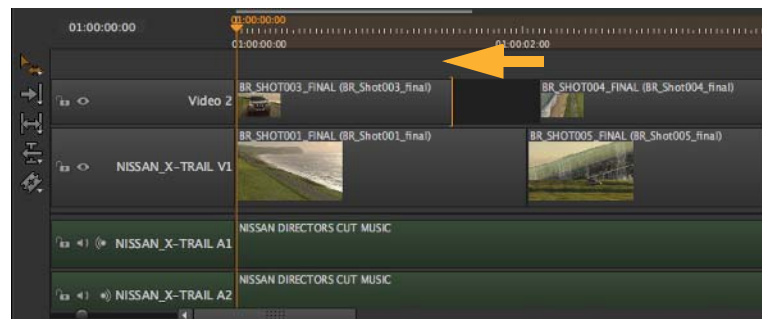 01:00:00:00
01:00:00:00
01:00:00:00
01:00:02:00
Video 2
BR_SHOT003_FINAL (BR_Shot003_final)
BR_SHOT004_FINAL (BR_Shot004_final)
NISSAN_X-TRAIL V1
BR_SHOT001_FINAL (BR_Shot001_final)
BR_SHOT005_FINAL (BR_Shot005_final)
NISSAN_X-TRAIL A1
NISSAN DIRECTORS CUT MUSIC
NISSAN_X-TRAIL A2
NISSAN DIRECTORS CUT MUSIC